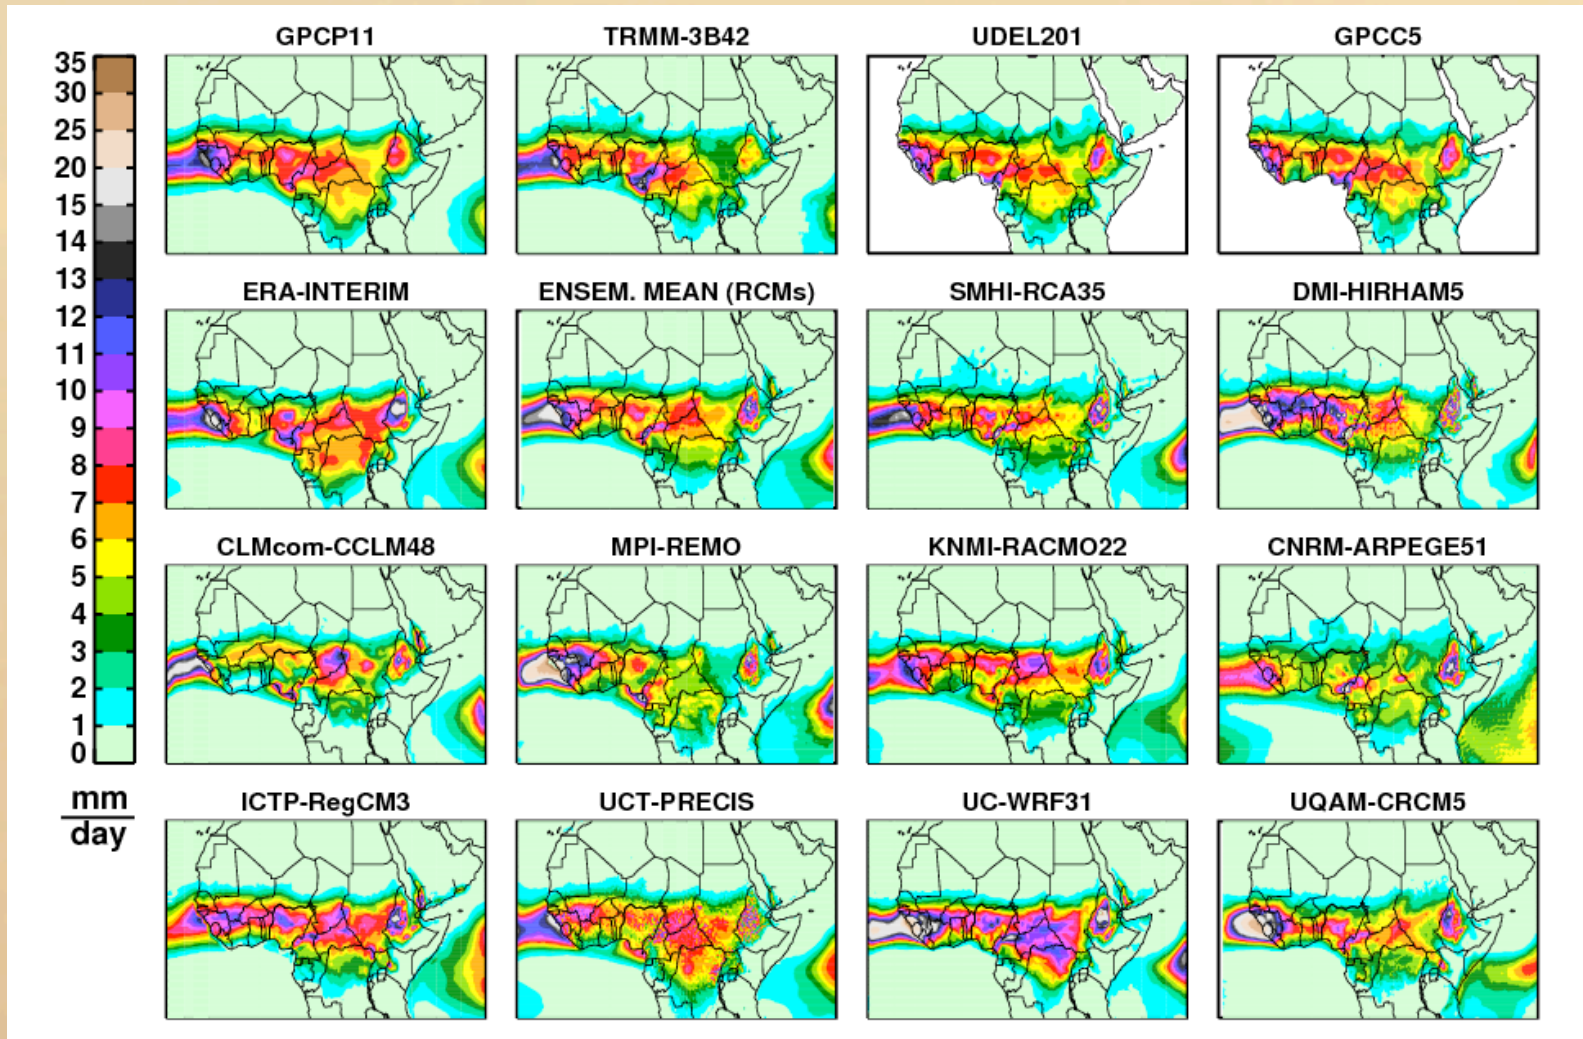 GPCP11
TRMM-3B42
UDEL201
GPCC5
35
30
25
20
15
14
13
12
11
10
9
8
7
6
5
4
3
2
1
0
mm
day
ERA-INTERIM
ENSEM. MEAN (RCMs)
SMHI-RCA35
DMI-HIRHAM5
CLMcom-CCLM48
MPI-REMO
KNMI-RACMO22
CNRM-ARPEGE51
ICTP-RegCM3
UCT-PRECIS
UC-WRF31
UQAM-CRCM5